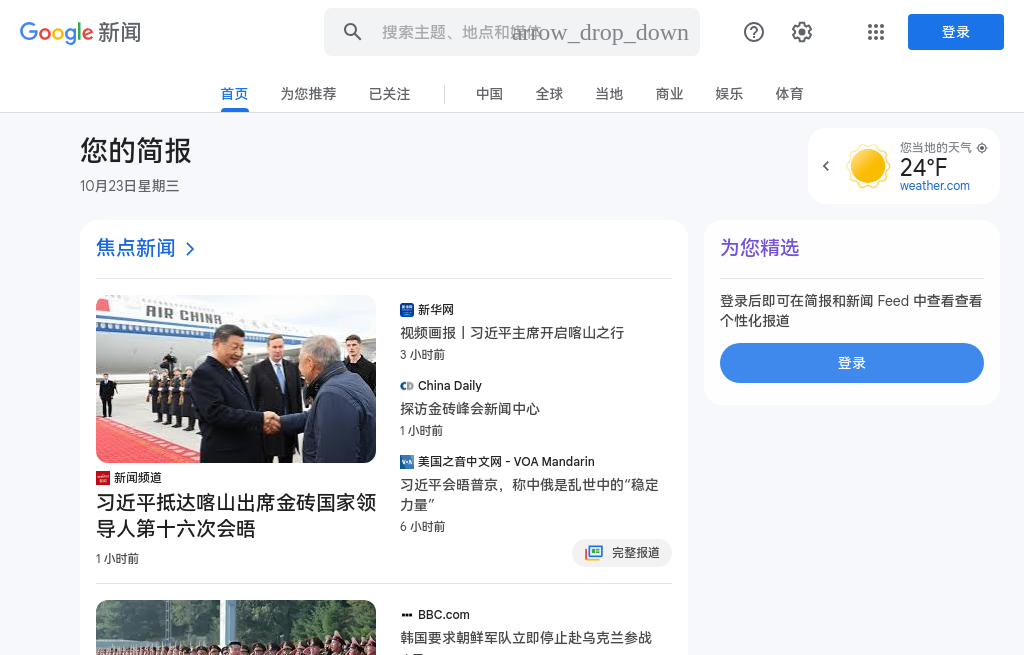 Google 新闻
搜索主题、地点和
arrow_drop_down
登录
首页
为您推荐
已关注
中国
全球
当地
商业
娱乐
体育
您的简报
10月23日星期三
您当地的天气
24°F
weather.com
焦点新闻
AIR CHINA
新闻频道
习近平抵达喀山出席金砖国家领
导人第十六次会晤
1 小时前
新华网
视频画报丨习近平主席开启喀山之行
3 小时前
China Daily
探访金砖峰会新闻中心
1 小时前
VOA
美国之音中文网 - VOA Mandarin
习近平会晤普京，称中俄是乱世中的“稳定
力量”
6 小时前
完整报道
BBC.com
韩国要求朝鲜军队立即停止赴乌克兰参战
为您精选
登录后即可在简报和新闻 Feed 中查看查看
个性化报道
登录